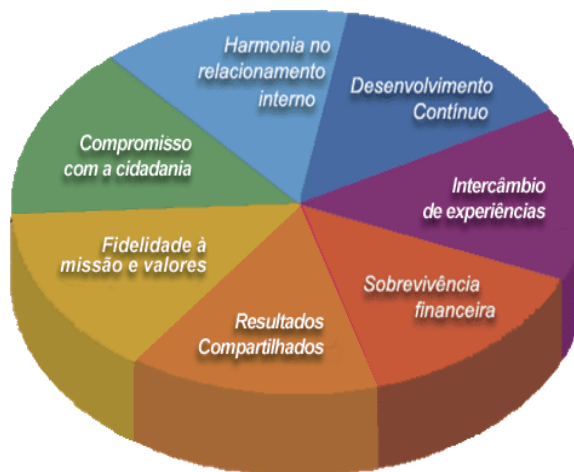 Harmonia no
relacionamento
interno
Desenvolvimento
Contínuo
Intercâmbio
de experiências
Sobrevivência
financeira
Resultados
Compartilhados
Fidelidade à
missão e valores
Compromisso
com a cidadania